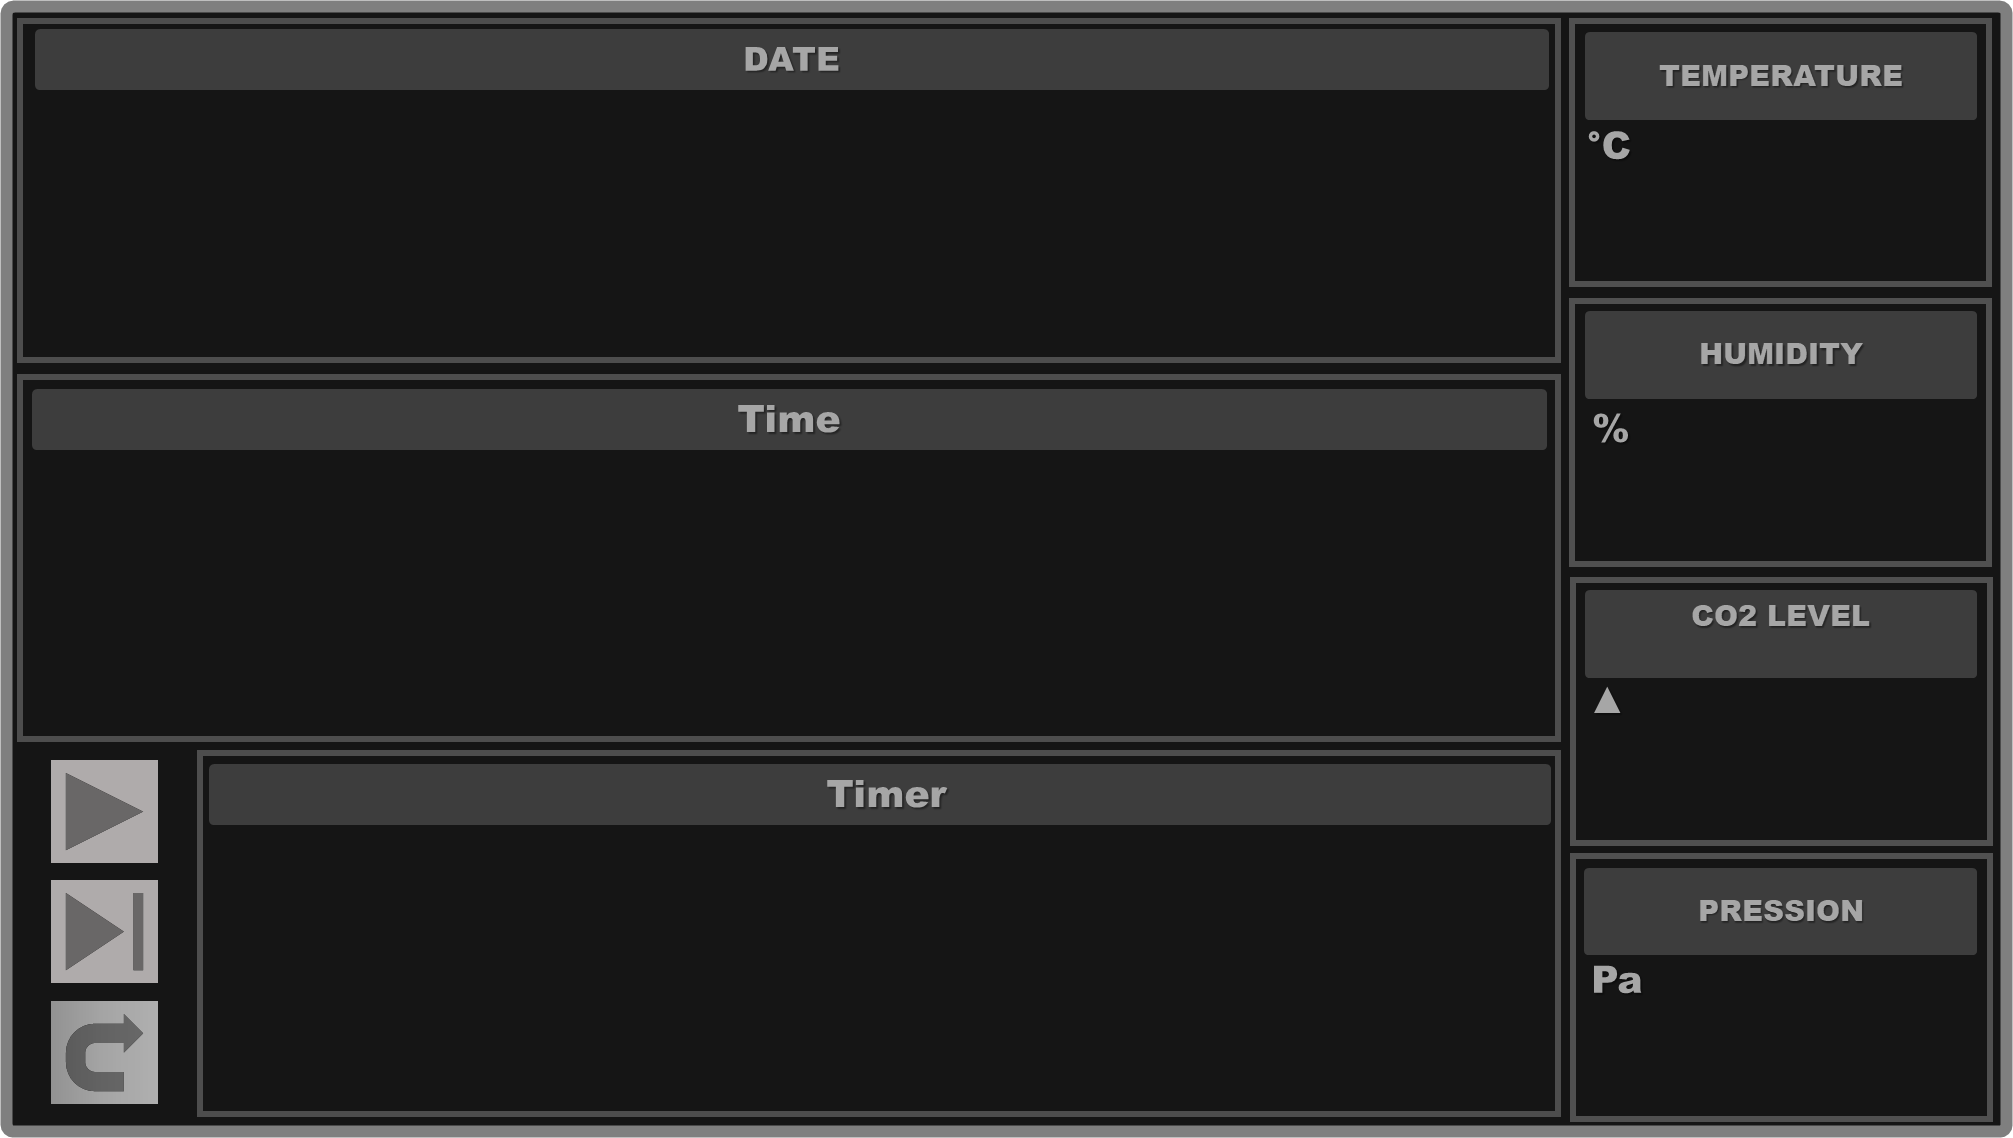 DATE
TEMPERATURE
°C
HUMIDITY
%
Time
CO2 LEVEL
▲
Timer
PRESSION
Pa